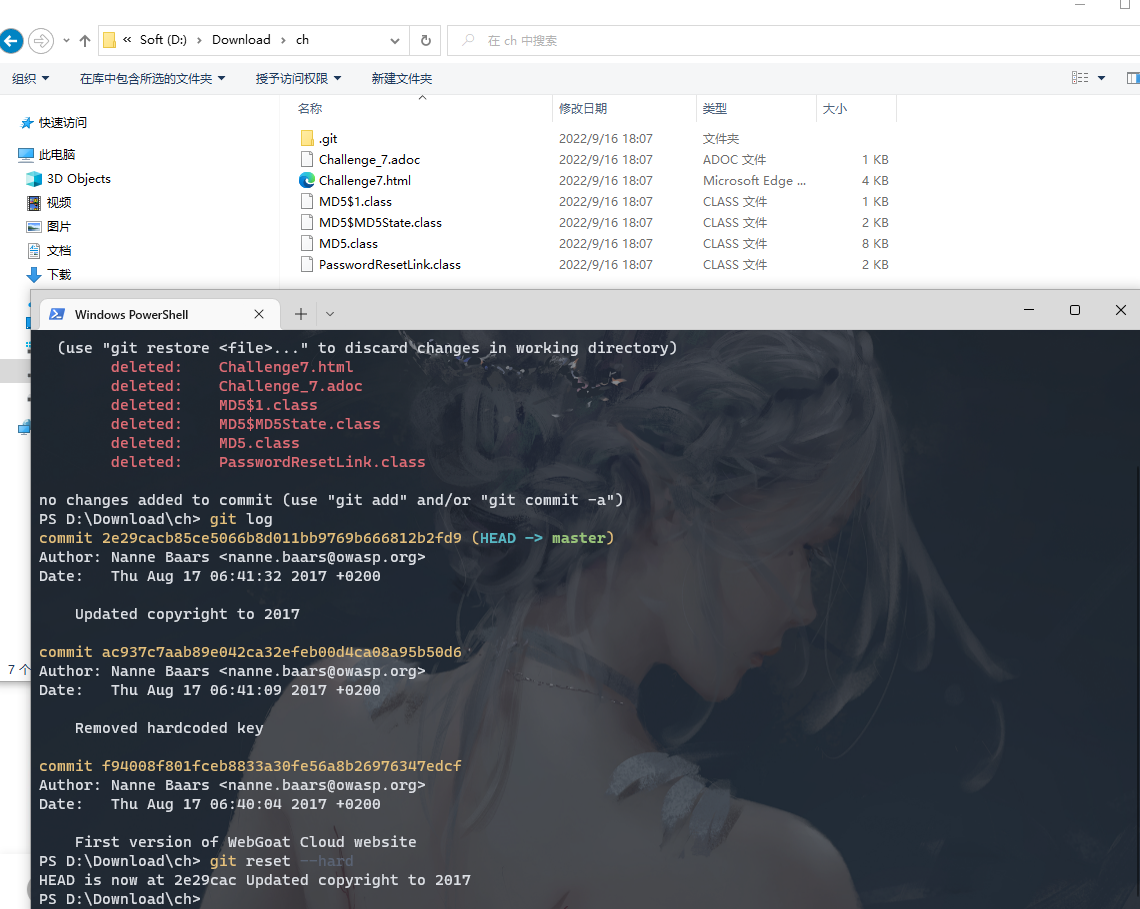 « Soft (D:) › Download › ch
在 ch 中搜索
组织
在库中包含所选的文件夹
授予访问权限
新建文件夹
快速访问
此电脑
3D Objects
视频
图片
文档
下载
名称 修改日期 类型 大小
.git 2022/9/16 18:07 文件夹
Challenge_7.adoc 2022/9/16 18:07 ADOC 文件 1 KB
Challenge7.html 2022/9/16 18:07 Microsoft Edge ... 4 KB
MD5$1.class 2022/9/16 18:07 CLASS 文件 1 KB
MD5$MD5State.class 2022/9/16 18:07 CLASS 文件 2 KB
MD5.class 2022/9/16 18:07 CLASS 文件 8 KB
PasswordResetLink.class 2022/9/16 18:07 CLASS 文件 2 KB
7 个
Windows PowerShell
(use "git restore <file>..." to discard changes in working directory)
deleted: Challenge7.html
deleted: Challenge_7.adoc
deleted: MD5$1.class
deleted: MD5$MD5State.class
deleted: MD5.class
deleted: PasswordResetLink.class
no changes added to commit (use "git add" and/or "git commit -a")
PS D:\Download\ch> git log
commit 2e29cacb85ce5066b8d011bb9769b666812b2fd9 (HEAD -> master)
Author: Nanne Baars <nanne.baars@owasp.org>
Date: Thu Aug 17 06:41:32 2017 +0200
Updated copyright to 2017
commit ac937c7aab89e042ca32efeb00d4ca08a95b50d6
Author: Nanne Baars <nanne.baars@owasp.org>
Date: Thu Aug 17 06:41:09 2017 +0200
Removed hardcoded key
commit f94008f801fceb8833a30fe56a8b26976347edcf
Author: Nanne Baars <nanne.baars@owasp.org>
Date: Thu Aug 17 06:40:04 2017 +0200
First version of WebGoat Cloud website
PS D:\Download\ch> git reset --hard
HEAD is now at 2e29cac Updated copyright to 2017
PS D:\Download\ch>